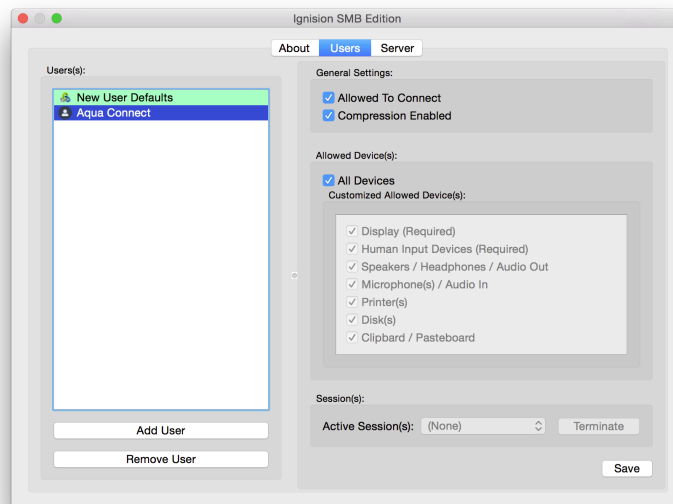 Ignision SMB Edition
About Users Server
Users(s):
New User Defaults
Aqua Connect
Add User
Remove User
General Settings:
Allowed To Connect
Compression Enabled
Allowed Device(s):
All Devices
Customized Allowed Device(s):
Display (Required)
Human Input Devices (Required)
Speakers / Headphones / Audio Out
Microphone(s) / Audio In
Printer(s)
Disk(s)
Clipbard / Pasteboard
Session(s):
Active Session(s): (None) Terminate
Save